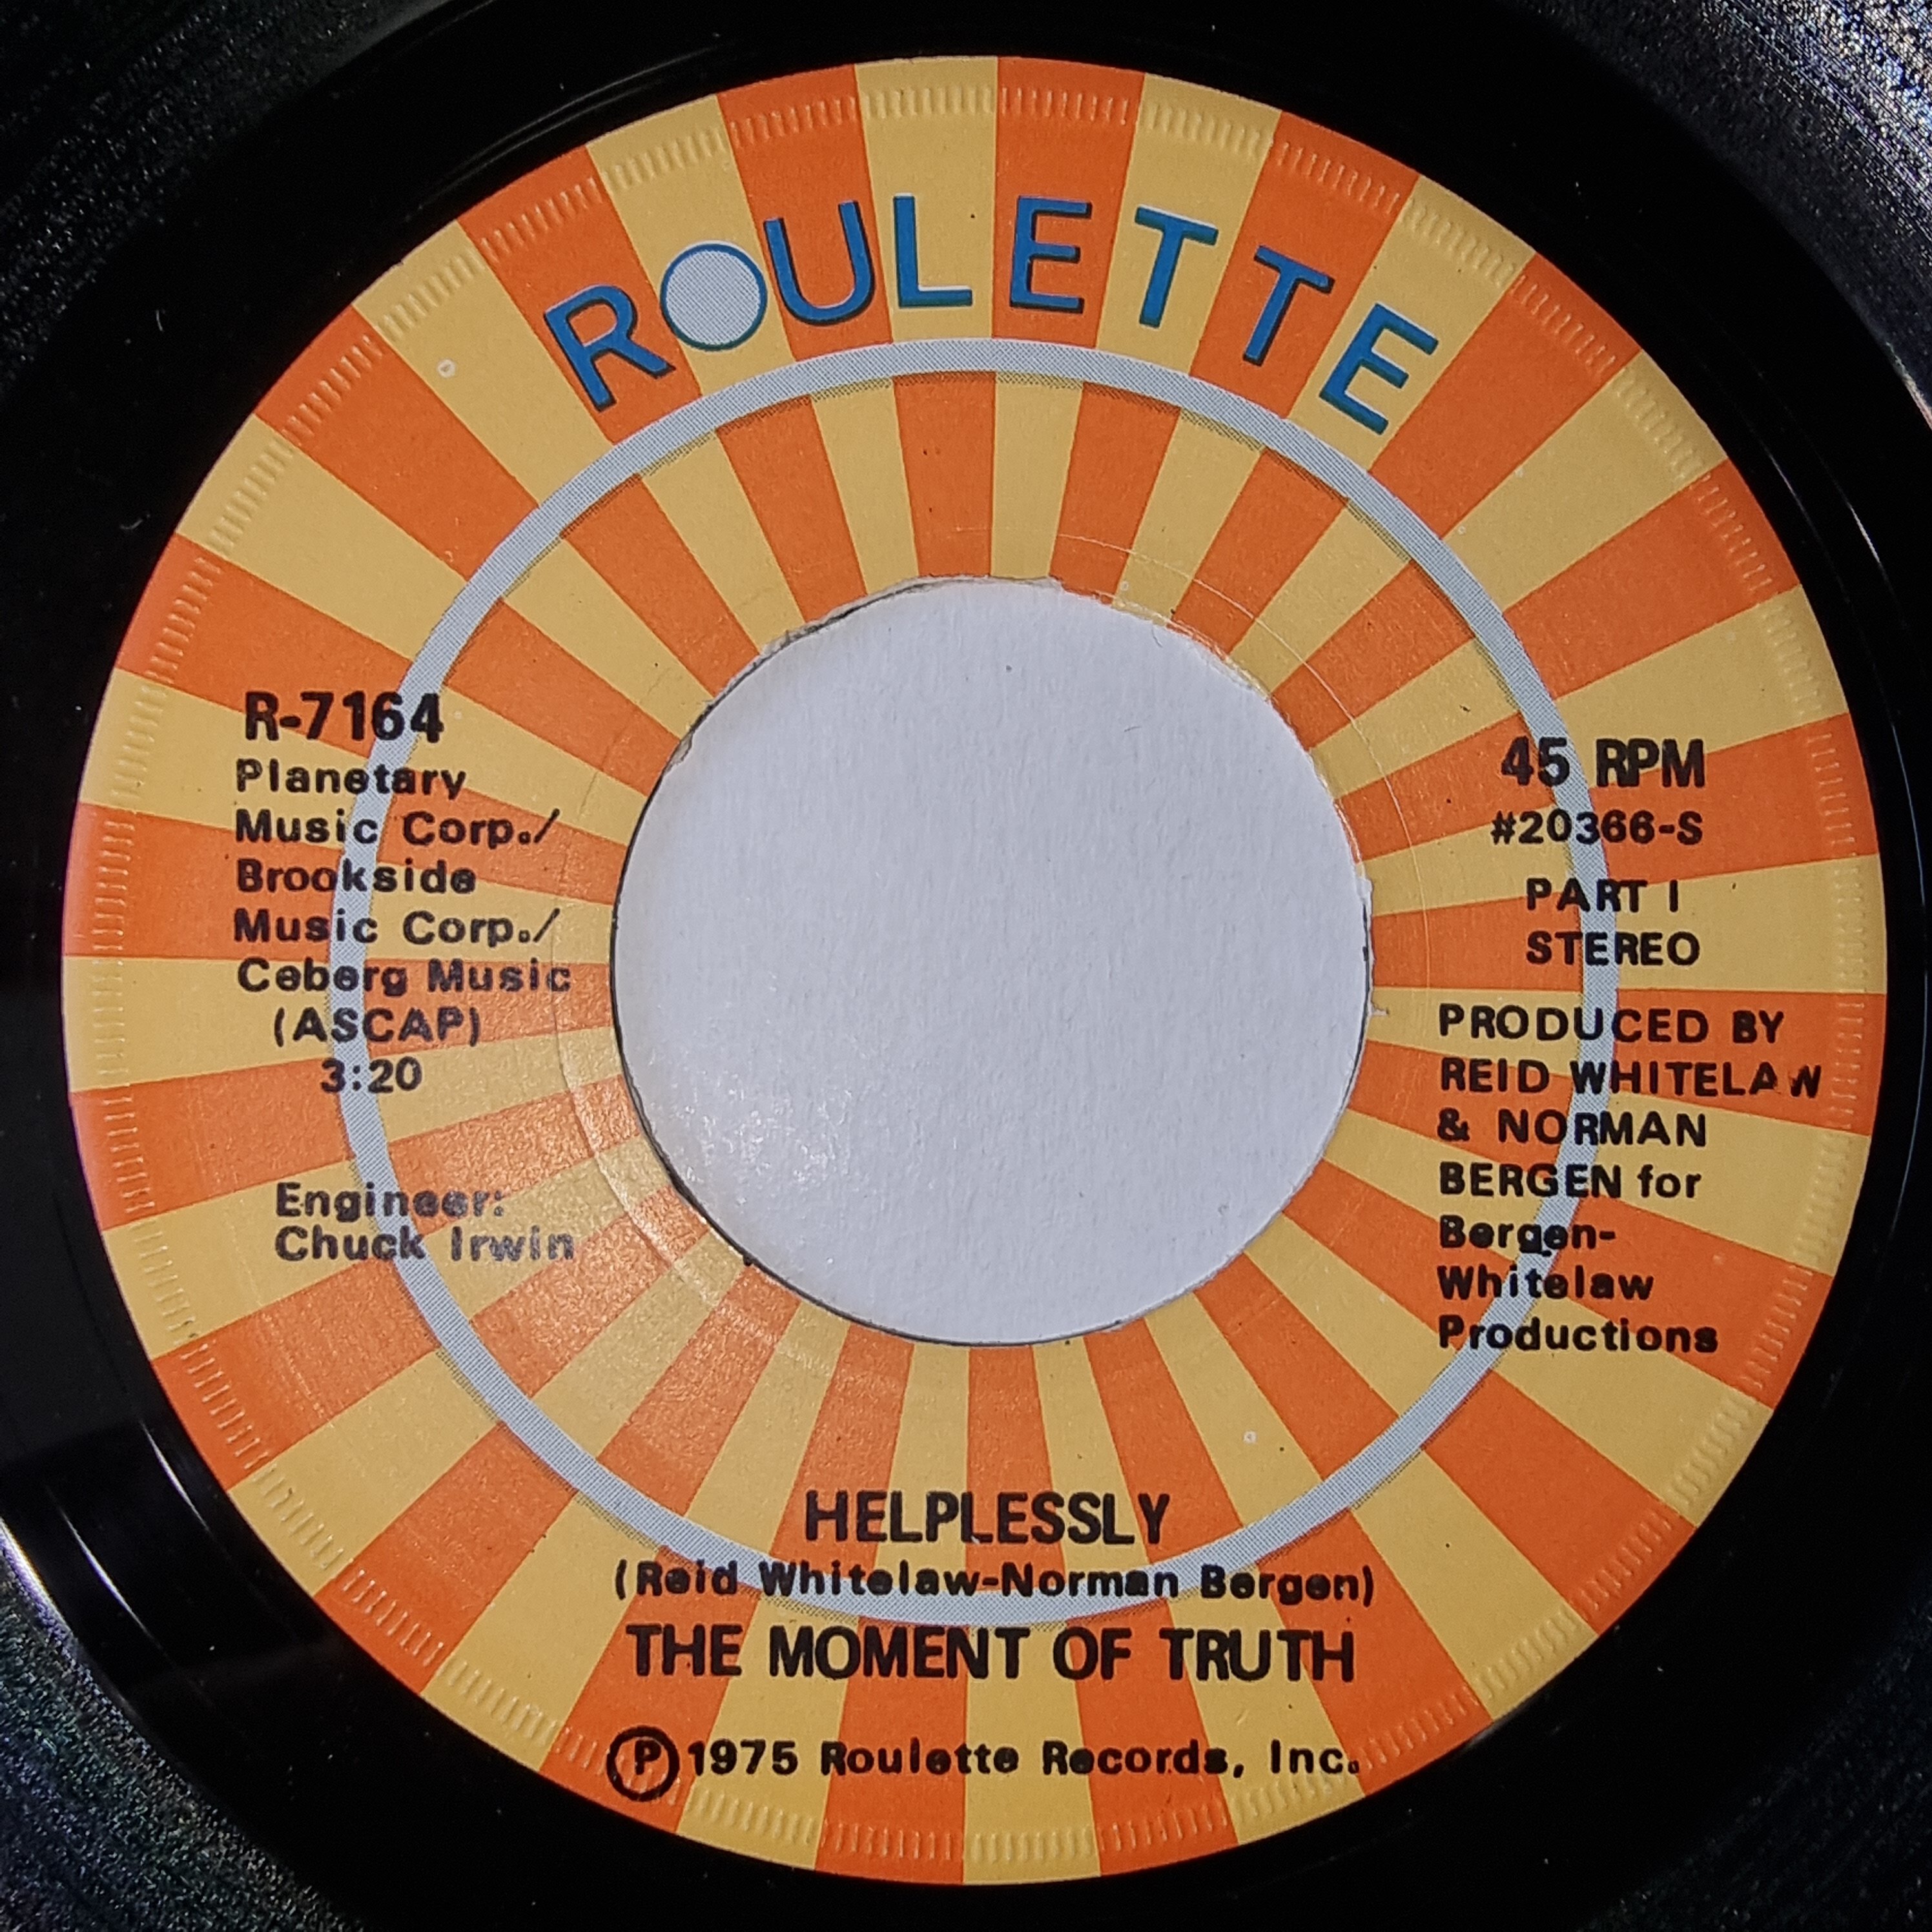 ROULETTE
R-7164
Planetary
Music Corp./
Brookside
Music Corp./
Ceberg Music
(ASCAP)
3:20
Engineer:
Chuck Irwin
45 RPM
#20366-S
PART I
STEREO
PRODUCED BY
REID WHITELAW
& NORMAN
BERGEN for
Bergen-
Whitelaw
Productions
HELPLESSLY
(Reid Whitelaw-Norman Bergen)
THE MOMENT OF TRUTH
℗ 1975 Roulette Records, Inc.